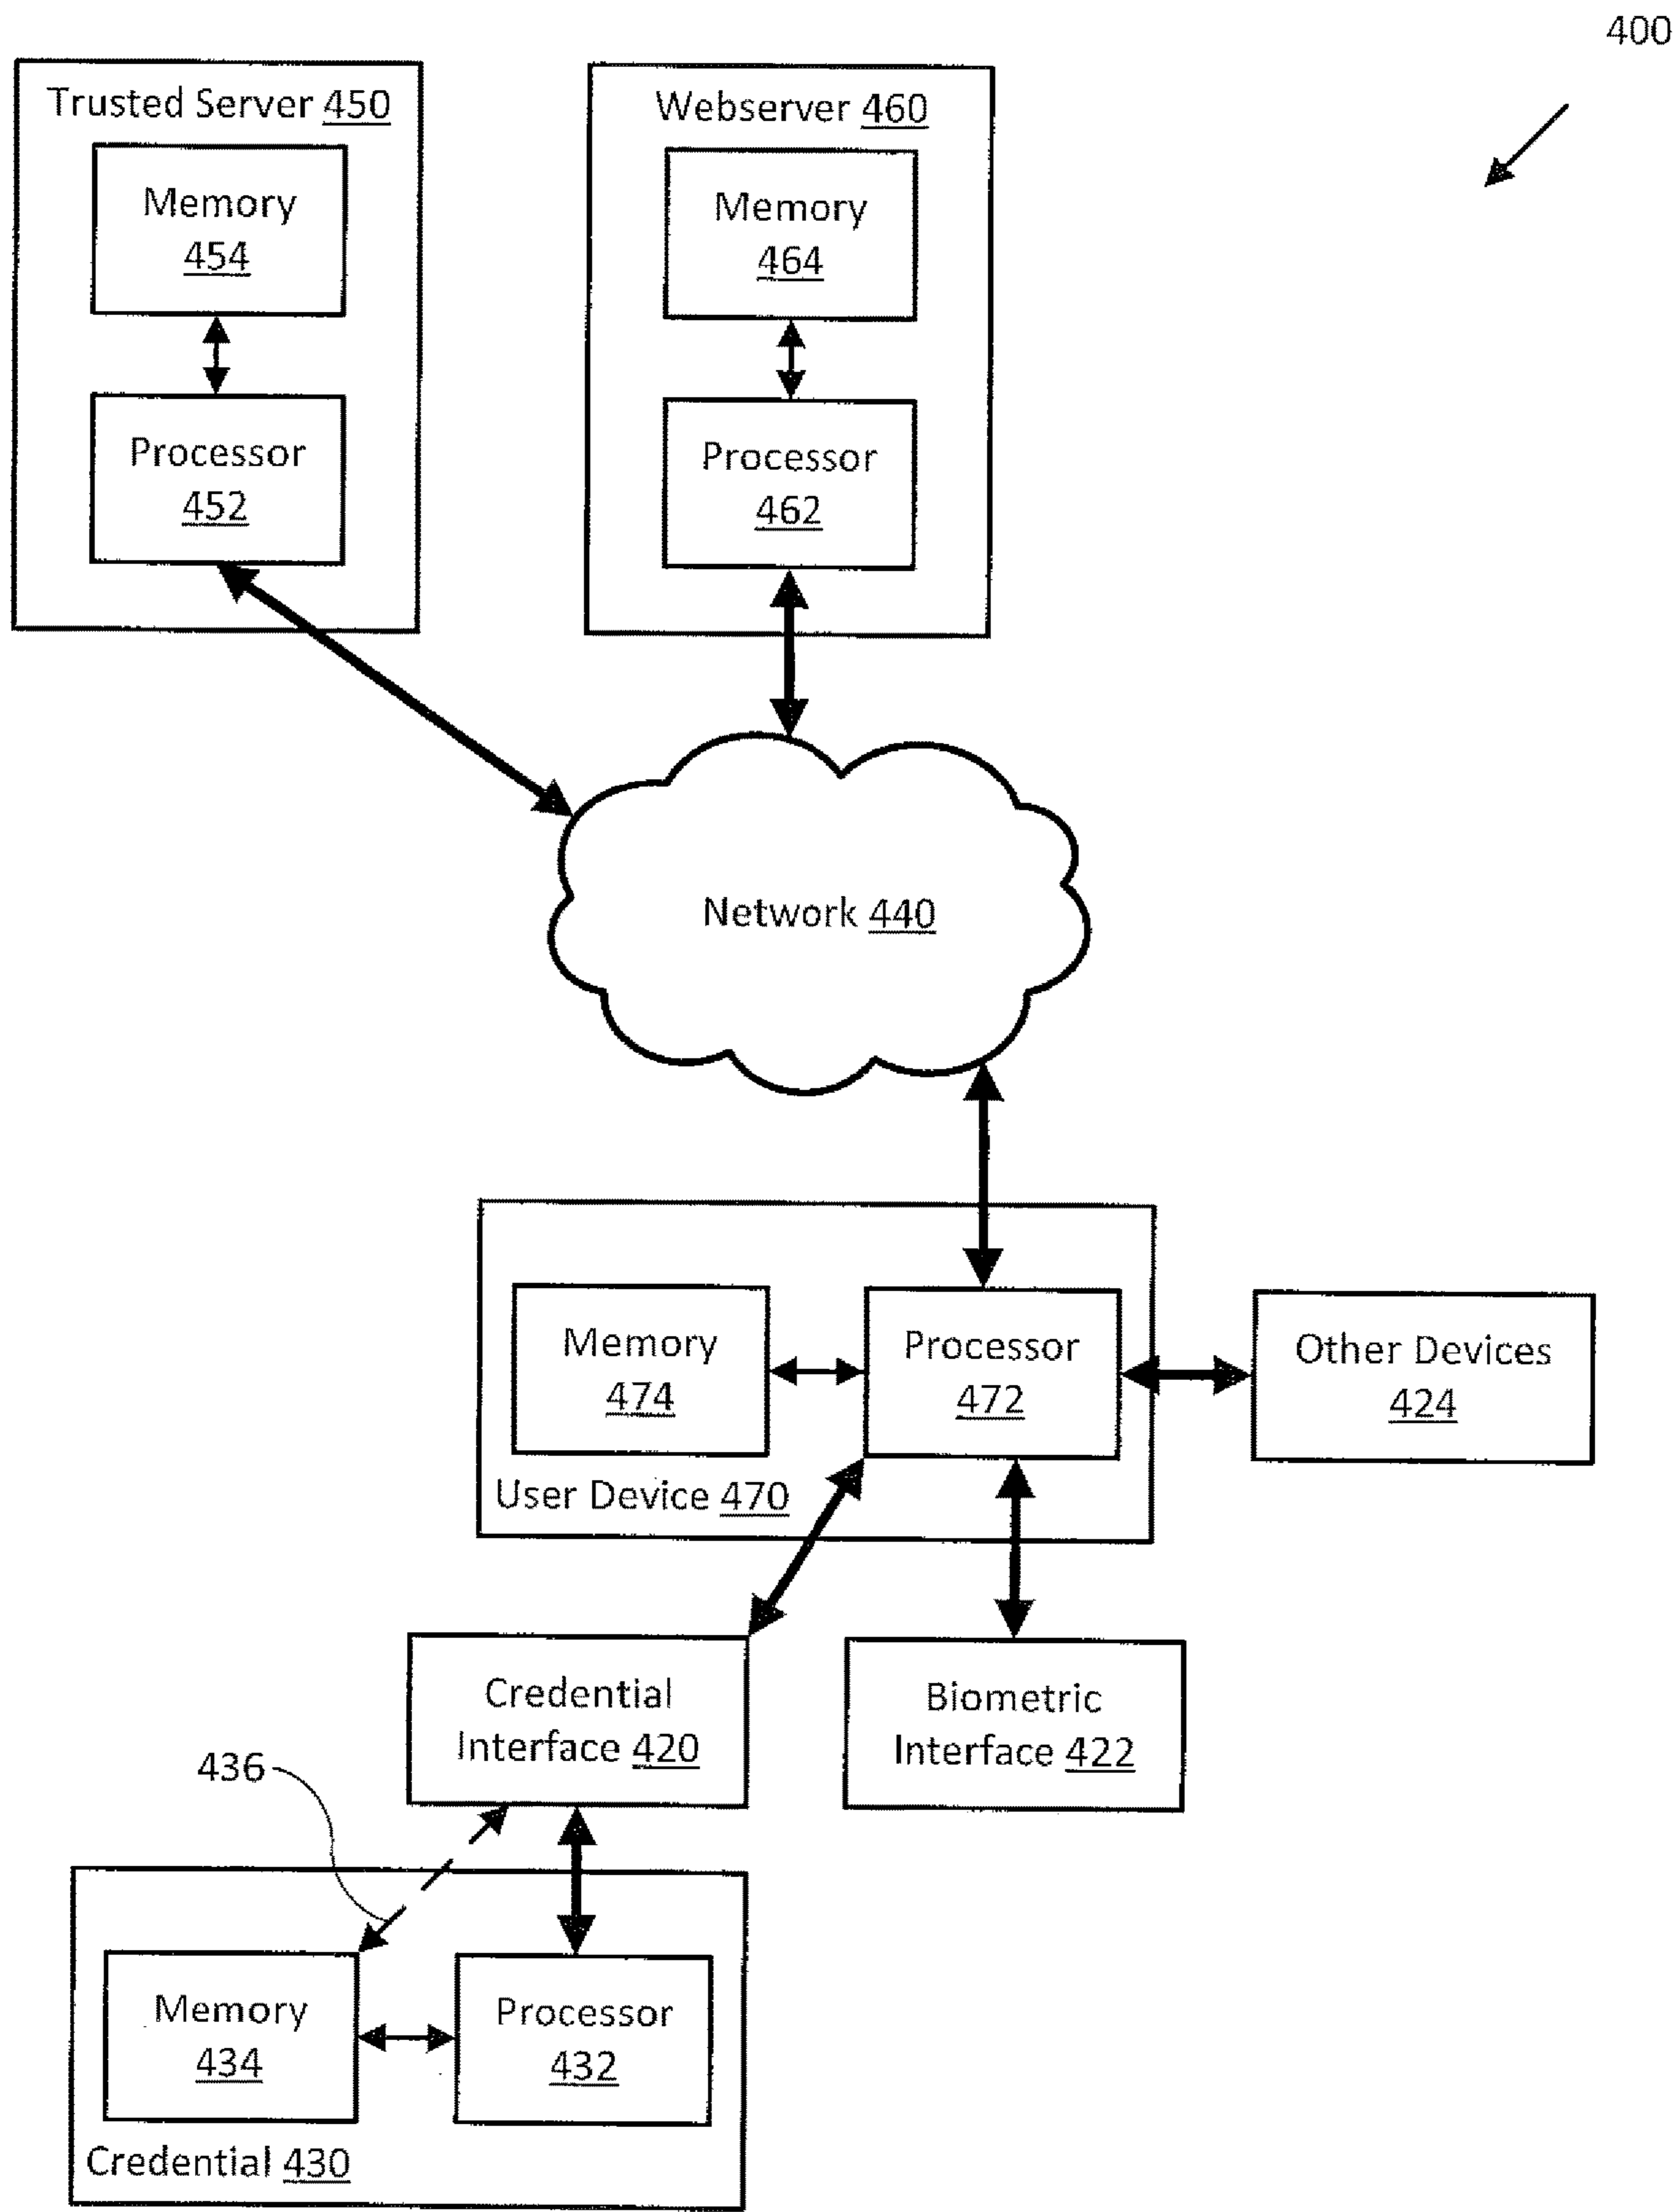 400
Trusted Server 450
Memory
454
Processor
452
Webserver 460
Memory
464
Processor
462
Network 440
Memory
474
Processor
472
User Device 470
Other Devices
424
Credential
Interface 420
Biometric
Interface 422
436
Memory
434
Processor
432
Credential 430